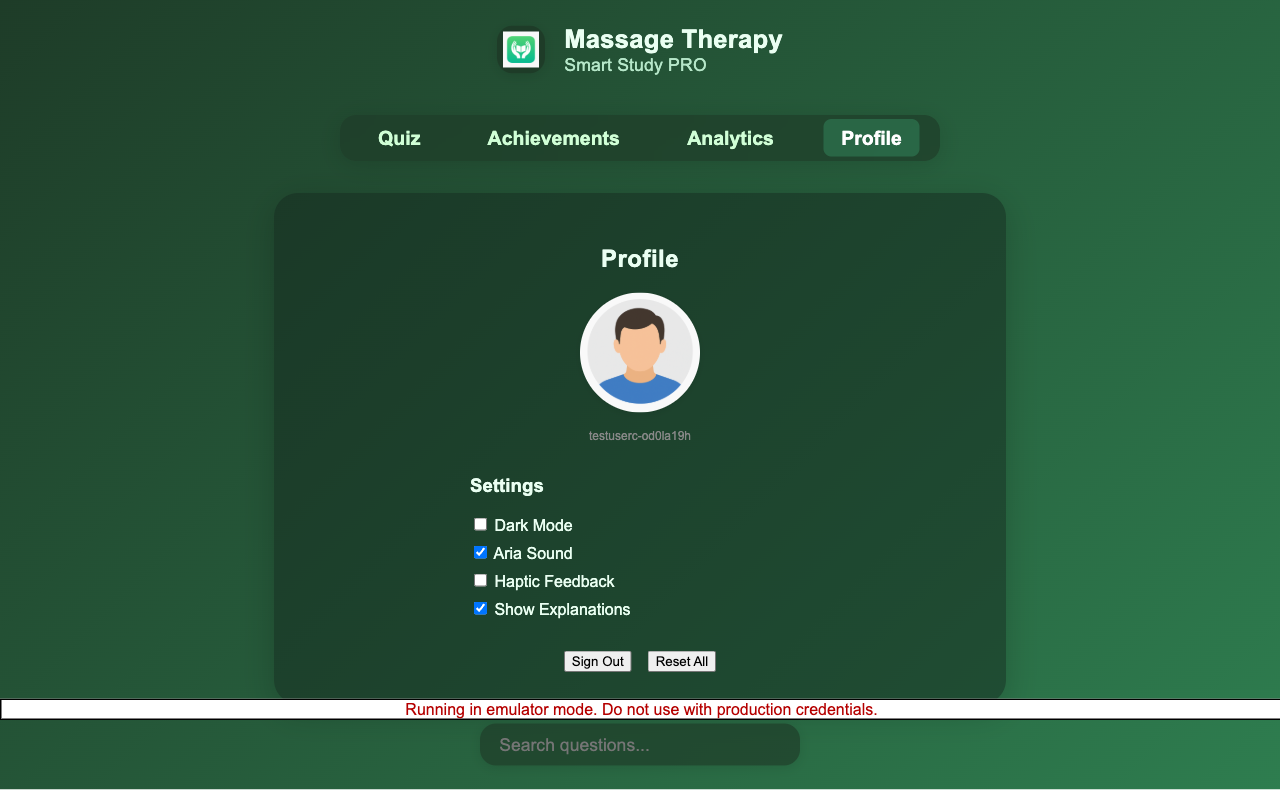 Massage Therapy
Smart Study PRO
Quiz
Achievements
Analytics
Profile
Profile
testuserc-od0la19h
Settings
Dark Mode
Aria Sound
Haptic Feedback
Show Explanations
Sign Out
Reset All
Running in emulator mode. Do not use with production credentials.
Search questions...